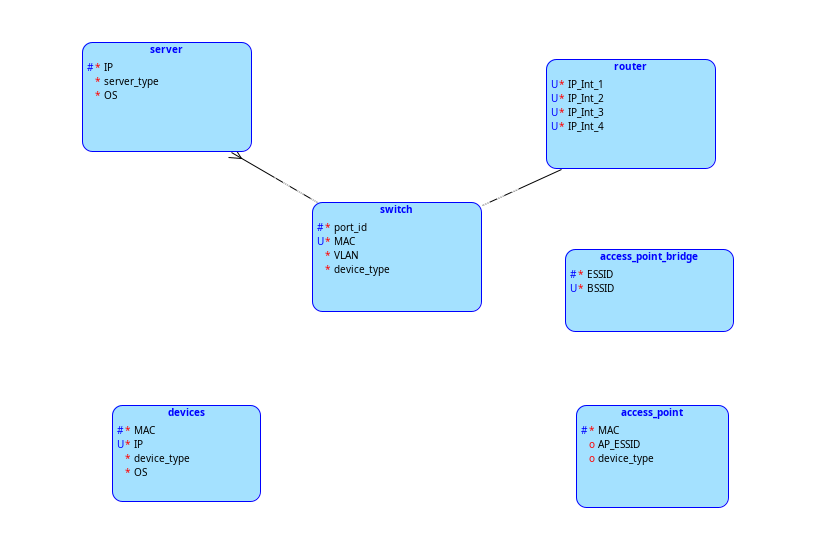 server
#* IP
* server_type
* OS
router
U* IP_Int_1
U* IP_Int_2
U* IP_Int_3
U* IP_Int_4
switch
#* port_id
U* MAC
* VLAN
* device_type
access_point_bridge
#* ESSID
U* BSSID
devices
#* MAC
U* IP
* device_type
* OS
access_point
#* MAC
o AP_ESSID
o device_type